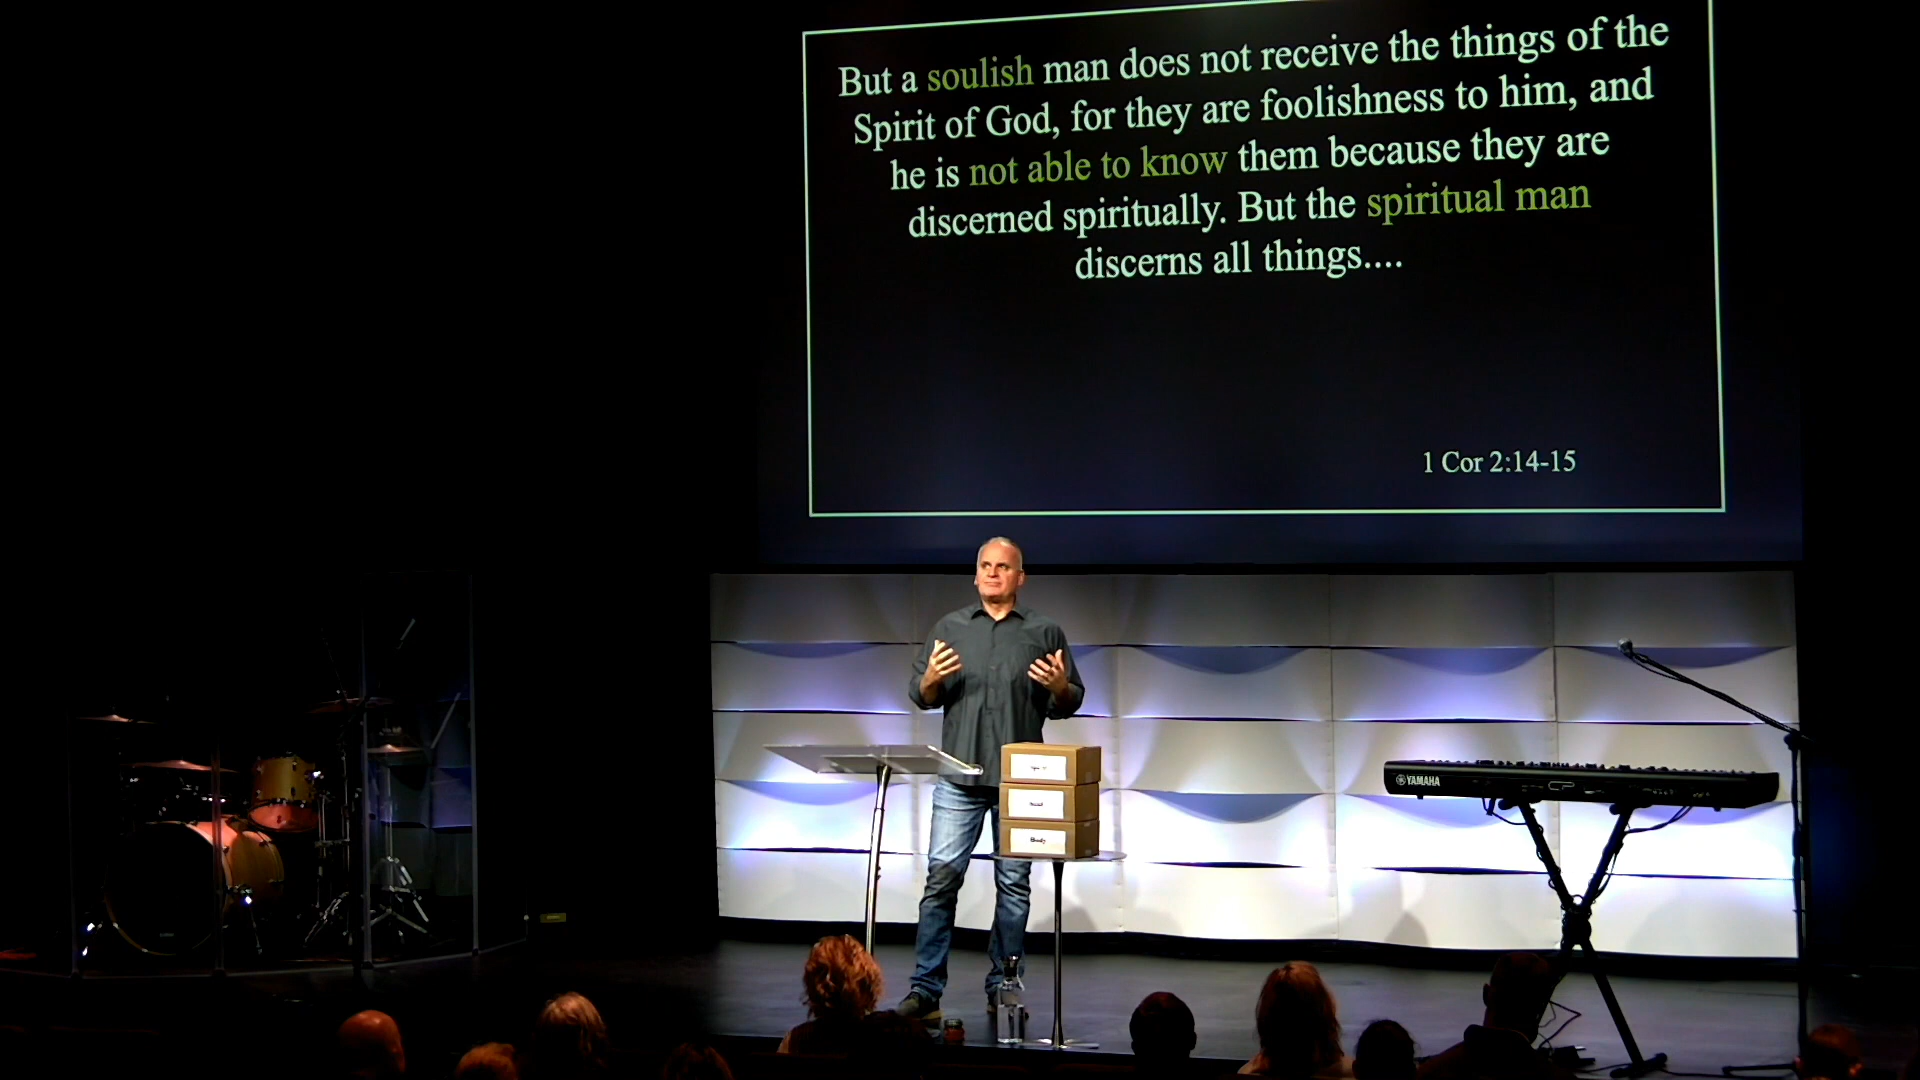 But a soulish man does not receive the things of the
Spirit of God, for they are foolishness to him, and
he is not able to know them because they are
discerned spiritually. But the spiritual man
discerns all things....
1 Cor 2:14-15
YAMAHA
CP
Body